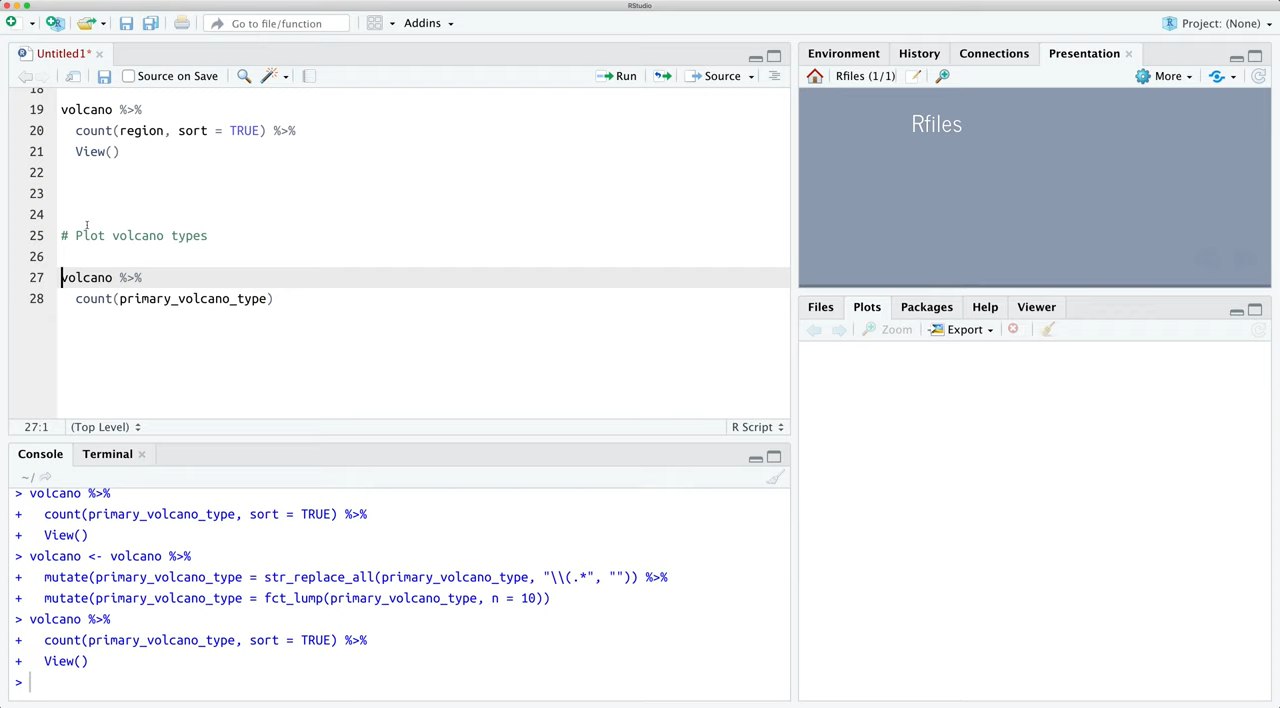 RStudio
Go to file/function
Addins
Project: (None)
Untitled1*
Source on Save
Run
Source
18
19 volcano %>%
20 count(region, sort = TRUE) %>%
21 View()
22
23
24
25 # Plot volcano types
26
27 volcano %>%
28 count(primary_volcano_type)
27:1 (Top Level) R Script
Console Terminal
~/
> volcano %>%
+ count(primary_volcano_type, sort = TRUE) %>%
+ View()
> volcano <- volcano %>%
+ mutate(primary_volcano_type = str_replace_all(primary_volcano_type, "\\(.*", "")) %>%
+ mutate(primary_volcano_type = fct_lump(primary_volcano_type, n = 10))
> volcano %>%
+ count(primary_volcano_type, sort = TRUE) %>%
+ View()
>
Environment History Connections Presentation
Rfiles (1/1) More
Rfiles
Files Plots Packages Help Viewer
Zoom Export